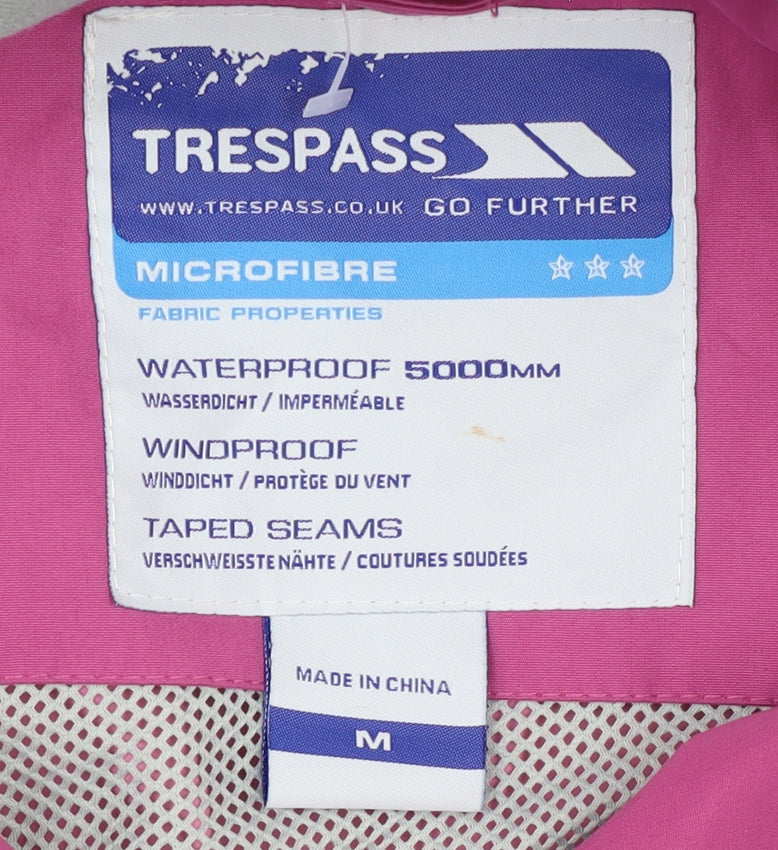 TRESPASS
WWW.TRESPASS.CO.UK GO FURTHER
MICROFIBRE
FABRIC PROPERTIES
WATERPROOF 5000MM
WASSERDICHT / IMPERMÉABLE
WINDPROOF
WINDDICHT / PROTÈGE DU VENT
TAPED SEAMS
VERSCHWEISSTE NÄHTE / COUTURES SOUDÉES
MADE IN CHINA
M